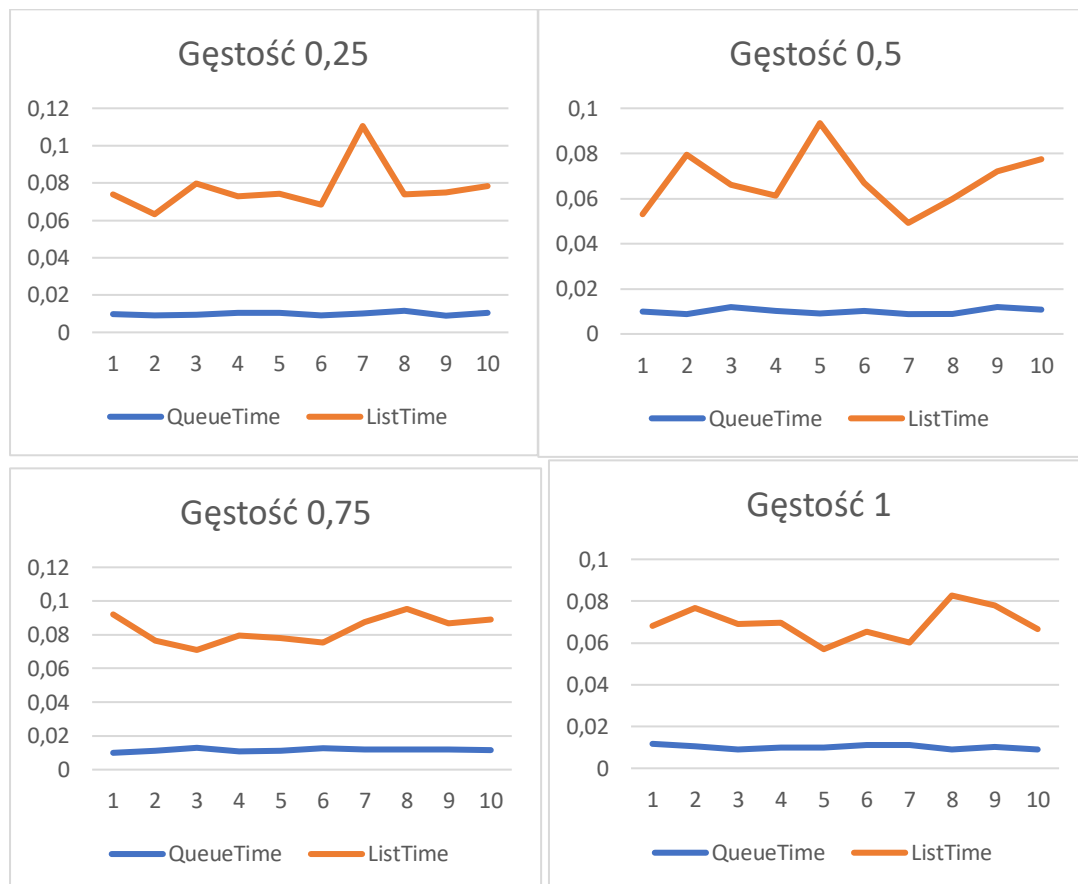 Gęstość 0,25
0,12
0,1
0,08
0,06
0,04
0,02
0
1 2 3 4 5 6 7 8 9 10
QueueTime ListTime
Gęstość 0,5
0,1
0,08
0,06
0,04
0,02
0
1 2 3 4 5 6 7 8 9 10
QueueTime ListTime
Gęstość 0,75
0,12
0,1
0,08
0,06
0,04
0,02
0
1 2 3 4 5 6 7 8 9 10
QueueTime ListTime
Gęstość 1
0,1
0,08
0,06
0,04
0,02
0
1 2 3 4 5 6 7 8 9 10
QueueTime ListTime